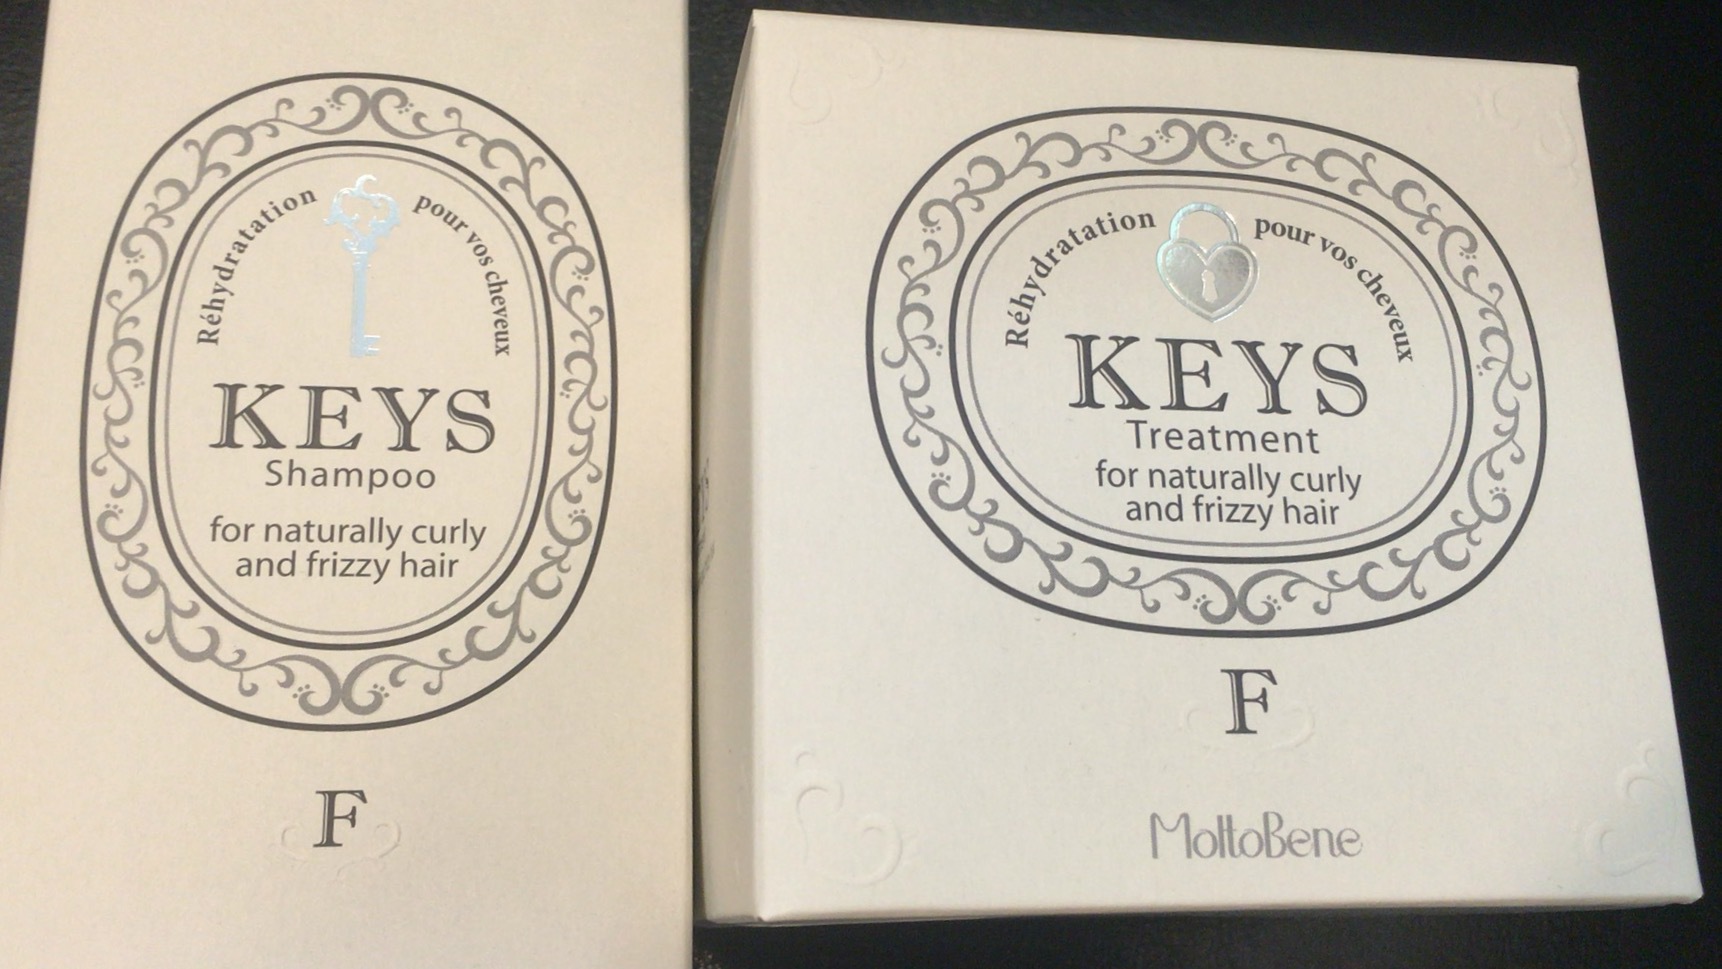 Réhydratation pour vos cheveux
KEYS
Shampoo
for naturally curly
and frizzy hair
F
Réhydratation pour vos cheveux
KEYS
Treatment
for naturally curly
and frizzy hair
F
MoltoBene